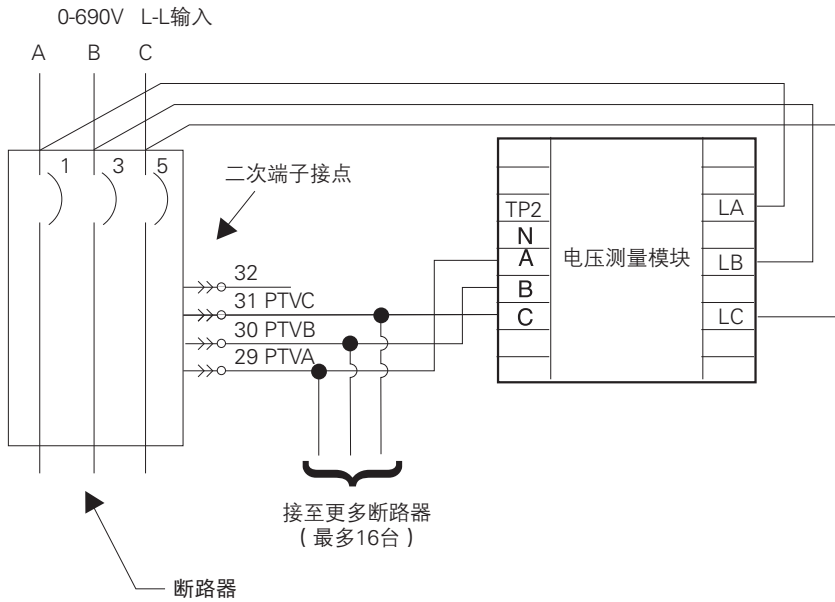 0-690V L-L输入
A B C
1 3 5
二次端子接点
32
31 PTVC
30 PTVB
29 PTVA
TP2
N
A
B
C
电压测量模块
LA
LB
LC
接至更多断路器
(最多16台)
断路器